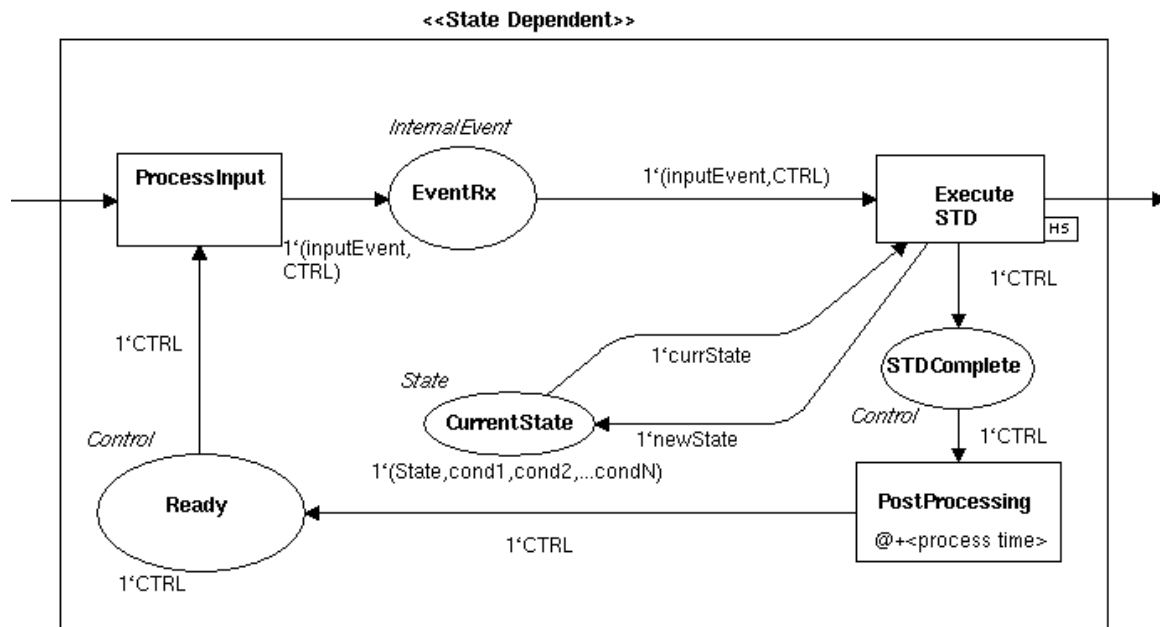 <<State Dependent>>
InternalEvent
ProcessInput
EventRx
1‘(inputEvent,CTRL)
Execute
STD
HS
1‘(inputEvent,
CTRL)
1‘CTRL
1‘CTRL
1‘currState
STDComplete
State
CurrentState
Control
Control
1‘newState
1‘CTRL
1‘(State,cond1,cond2,...condN)
Ready
PostProcessing
@+<process time>
1‘CTRL
1‘CTRL